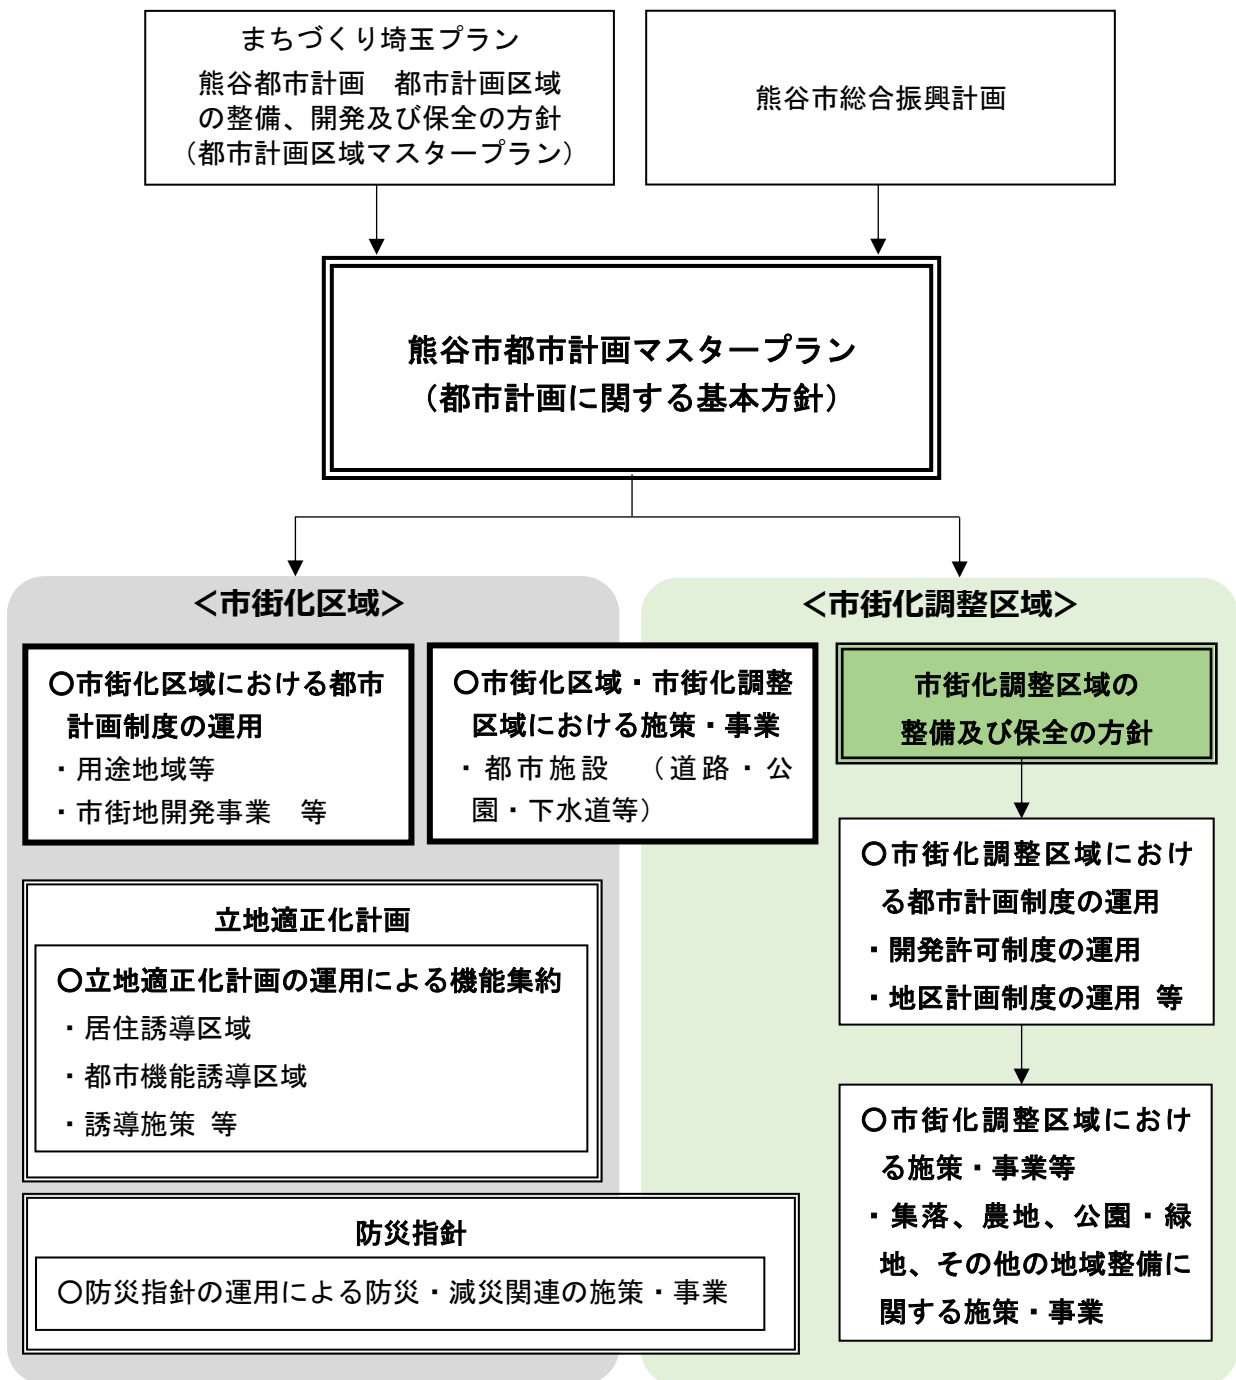 まちづくり埼玉プラン
熊谷都市計画　都市計画区域
の整備、開発及び保全の方針
（都市計画区域マスタープラン）
熊谷市総合振興計画
熊谷市都市計画マスタープラン
（都市計画に関する基本方針）
＜市街化区域＞
○市街化区域における都市
計画制度の運用
・用途地域等
・市街地開発事業　等
○市街化区域・市街化調整
区域における施策・事業
・都市施設　（道路・公
園・下水道等）
立地適正化計画
○立地適正化計画の運用による機能集約
・居住誘導区域
・都市機能誘導区域
・誘導施策 等
防災指針
○防災指針の運用による防災・減災関連の施策・事業
＜市街化調整区域＞
市街化調整区域の
整備及び保全の方針
○市街化調整区域におけ
る都市計画制度の運用
・開発許可制度の運用
・地区計画制度の運用 等
○市街化調整区域におけ
る施策・事業等
・集落、農地、公園・緑
地、その他の地域整備に
関する施策・事業